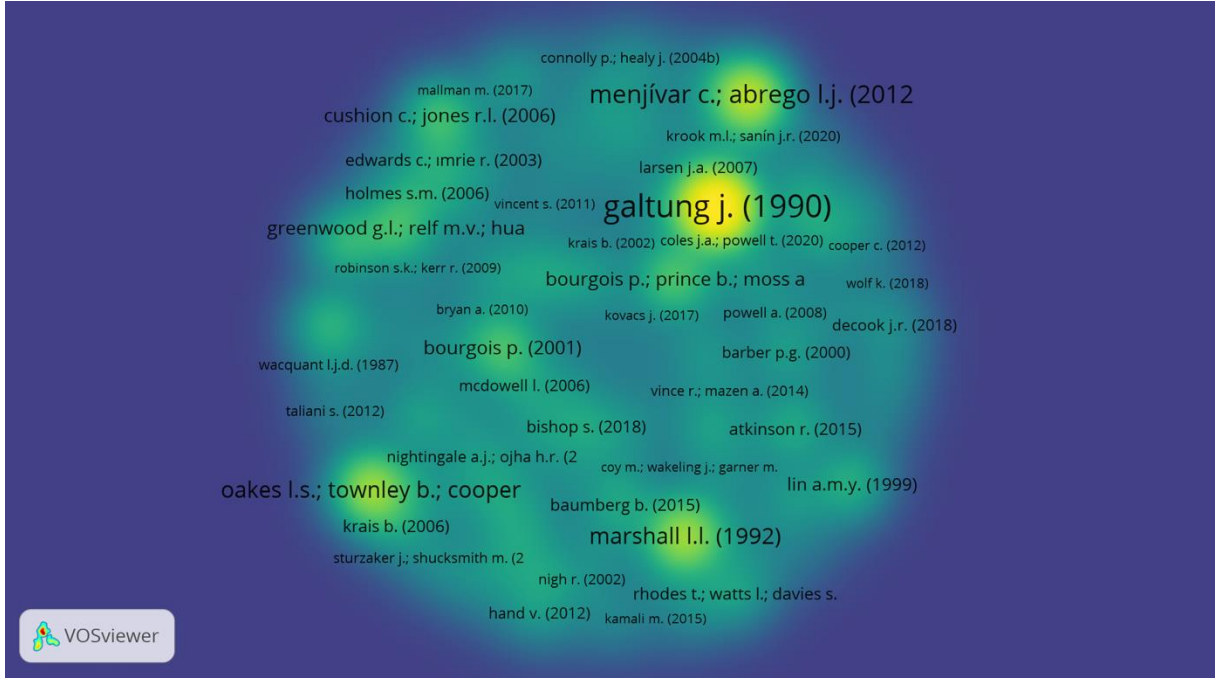 connolly p.; healy j. (2004b)
mallman m. (2017)
menjívar c.; abrego l.j. (2012
cushion c.; jones r.l. (2006)
krook m.l.; sanín j.r. (2020)
edwards c.; ımrie r. (2003)
larsen j.a. (2007)
holmes s.m. (2006)
vincent s. (2011)
galtung j. (1990)
greenwood g.l.; relf m.v.; hua
krais b. (2002)
coles j.a.; powell t. (2020)
cooper c. (2012)
robinson s.k.; kerr r. (2009)
bourgois p.; prince b.; moss a
wolf k. (2018)
bryan a. (2010)
kovacs j. (2017)
powell a. (2008)
decook j.r. (2018)
bourgois p. (2001)
barber p.g. (2000)
wacquant l.j.d. (1987)
mcdowell l. (2006)
vince r.; mazen a. (2014)
taliani s. (2012)
bishop s. (2018)
atkinson r. (2015)
nightingale a.j.; ojha h.r. (2
coy m.; wakeling j.; garner m.
lin a.m.y. (1999)
oakes l.s.; townley b.; cooper
baumberg b. (2015)
krais b. (2006)
marshall l.l. (1992)
sturzaker j.; shucksmith m. (2
nigh r. (2002)
rhodes t.; watts l.; davies s.
hand v. (2012)
kamali m. (2015)
VOSviewer